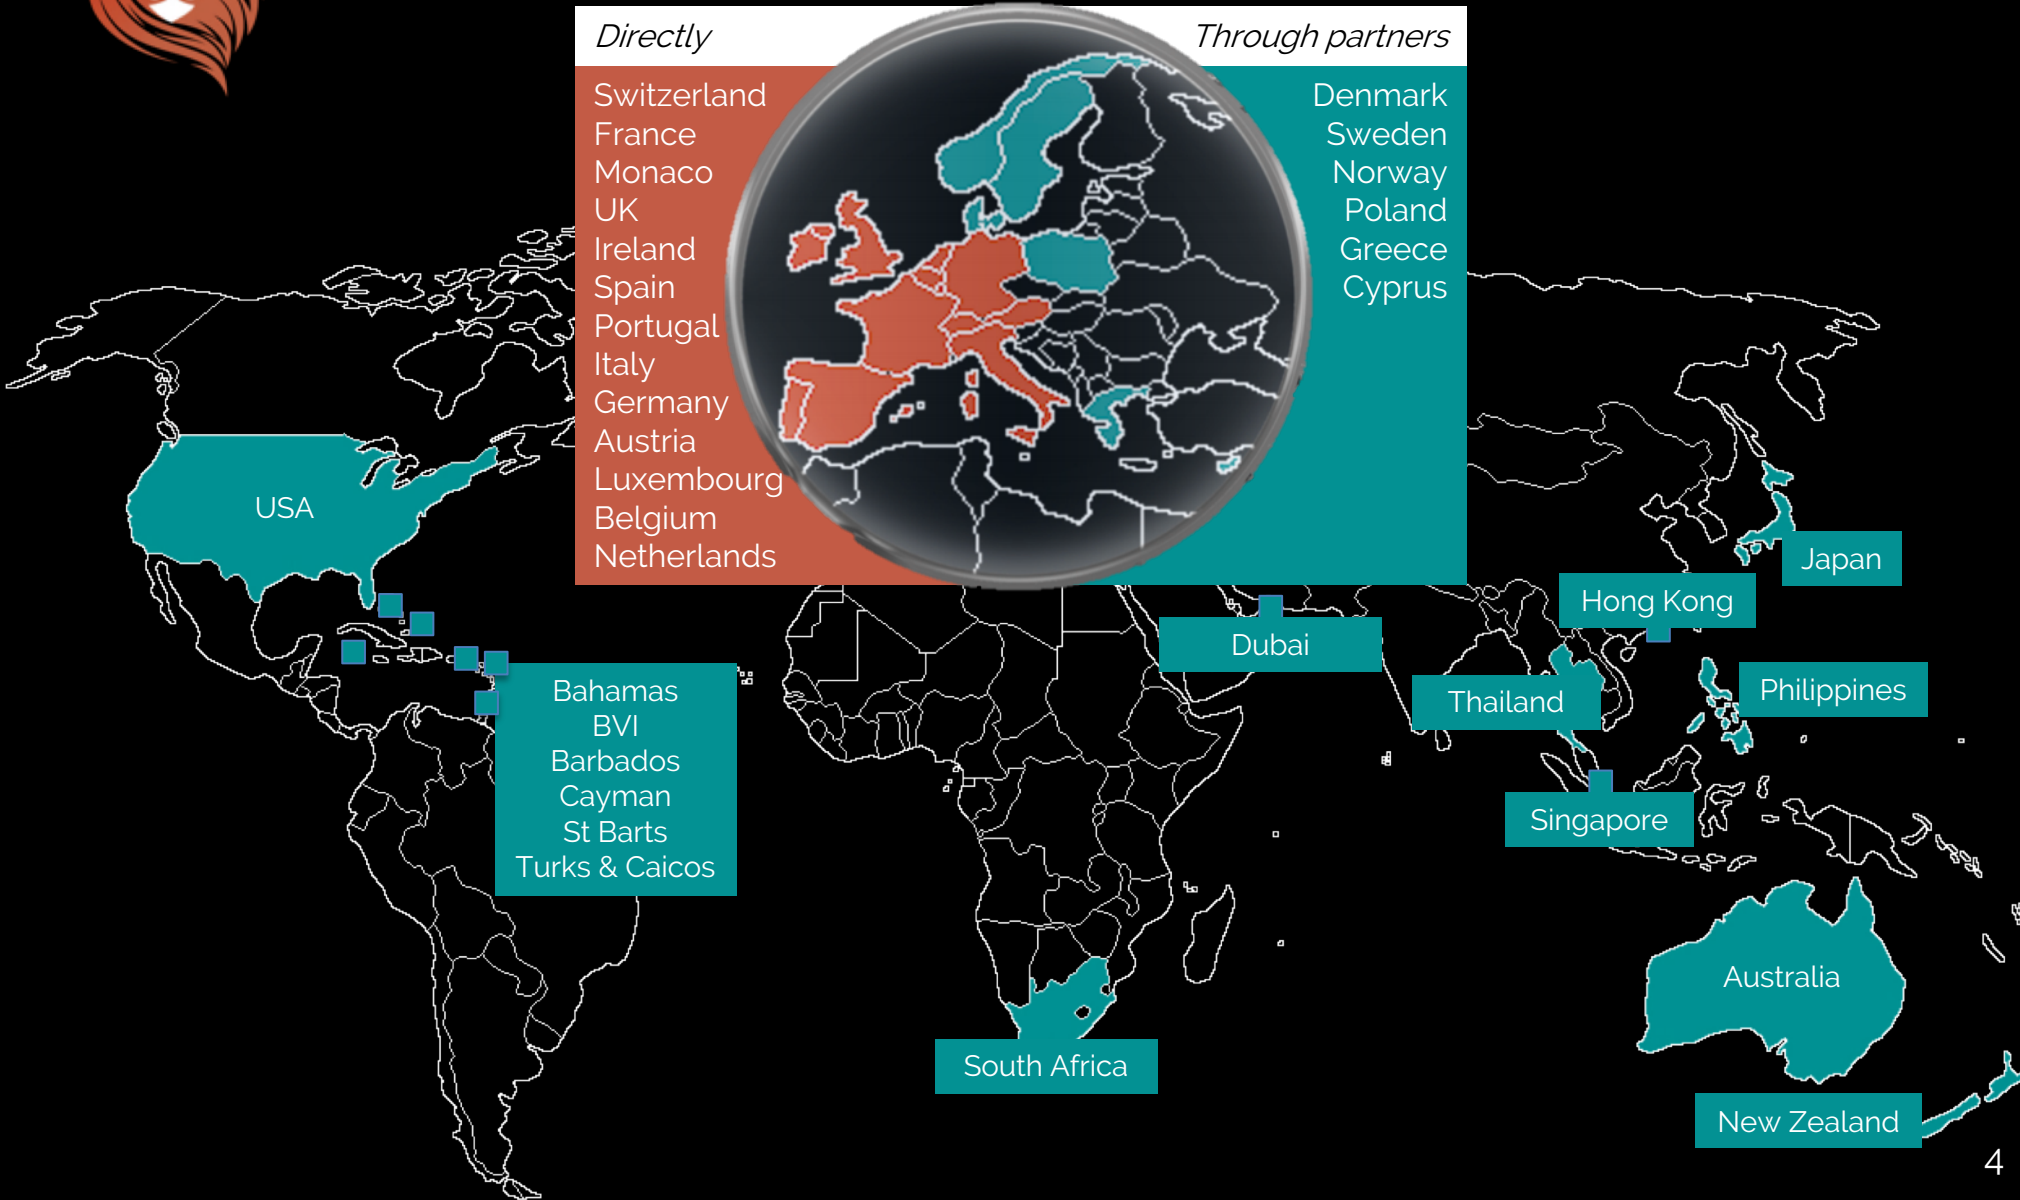 Directly
Through partners
Switzerland
France
Monaco
UK
Ireland
Spain
Portugal
Italy
Germany
Austria
Luxembourg
Belgium
Netherlands
Denmark
Sweden
Norway
Poland
Greece
Cyprus
USA
Bahamas
BVI
Barbados
Cayman
St Barts
Turks & Caicos
Dubai
South Africa
Japan
Hong Kong
Thailand
Philippines
Singapore
Australia
New Zealand
4